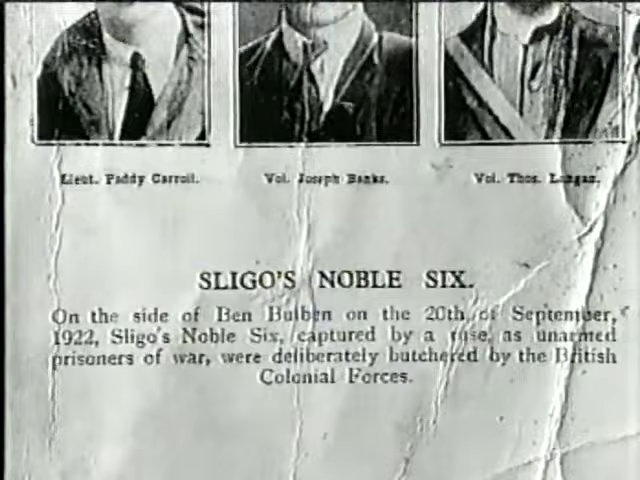 Lieut. Paddy Carroll. Vol. Joseph Banks. Vol. Thos. Langan.
SLIGO'S NOBLE SIX.
On the side of Ben Bulben on the 20th of September,
1922, Sligo's Noble Six, captured by a ruse, as unarmed
prisoners of war, were deliberately butchered by the British
Colonial Forces.